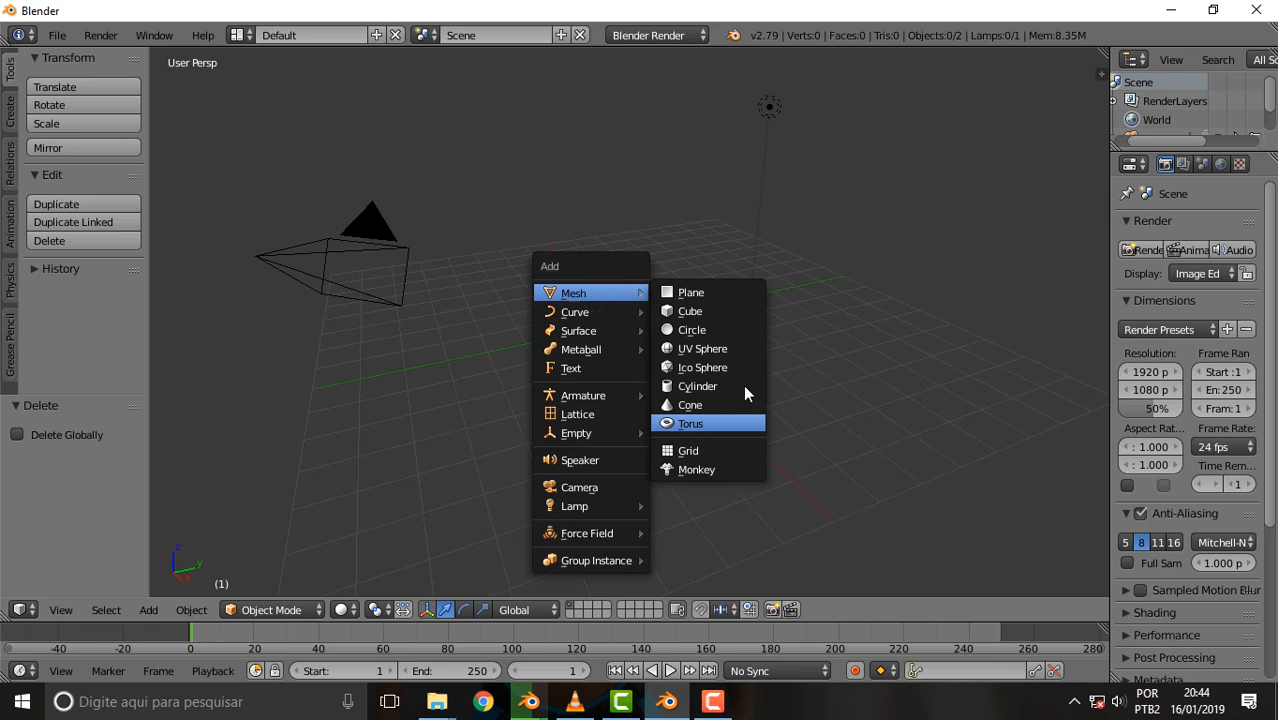 Blender
File Render Window Help Default Scene Blender Render v2.79 | Verts:0 | Faces:0 | Tris:0 | Objects:0/2 | Lamps:0/1 | Mem:8.35M
Tools
Create
Relations
Animation
Physics
Grease Pencil
Transform
Translate
Rotate
Scale
Mirror
Edit
Duplicate
Duplicate Linked
Delete
History
Delete
Delete Globally
User Persp
Add
Mesh
Curve
Surface
Metaball
Text
Armature
Lattice
Empty
Speaker
Camera
Lamp
Force Field
Group Instance
Plane
Cube
Circle
UV Sphere
Ico Sphere
Cylinder
Cone
Torus
Grid
Monkey
z
y
x
(1)
View Search All Sc
Scene
RenderLayers
World
Scene
Render
Rende Anima Audio
Display: Image Ed
Dimensions
Render Presets
Resolution: Frame Ran
1920 p Start :1
1080 p En: 250
50% Fram: 1
Aspect Rat Frame Rate:
: 1.000 24 fps
: 1.000 Time Rem
: 1
Anti-Aliasing
5 8 11 16 Mitchell-N
Full Sam 1.000 p
Sampled Motion Blur
Shading
Performance
Post Processing
Metadata
View Select Add Object Object Mode Global
-40 -20 0 20 40 60 80 100 120 140 160 180 200 220 240 260 280
View Marker Frame Playback Start: 1 End: 250 1 No Sync
Digite aqui para pesquisar
POR
PTB2
20:44
16/01/2019